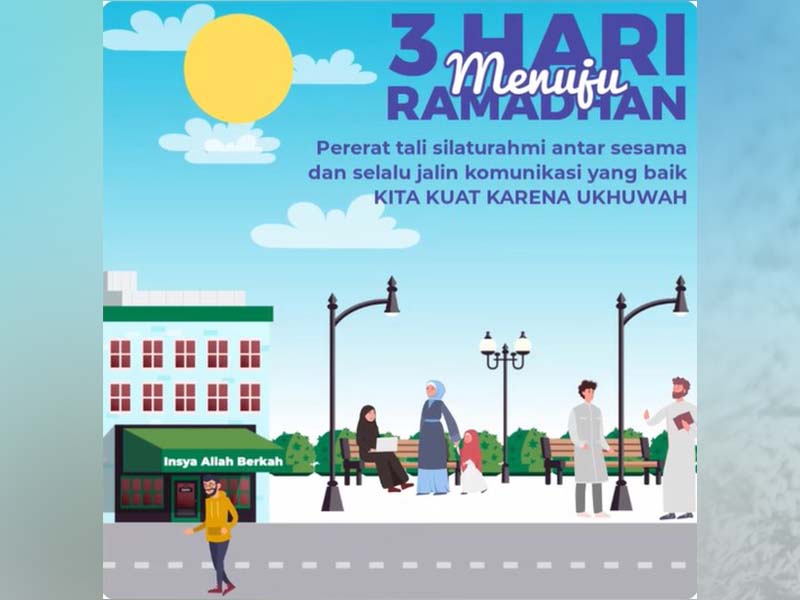 3 HARI
Menuju
RAMADHAN
Pererat tali silaturahmi antar sesama
dan selalu jalin komunikasi yang baik
KITA KUAT KARENA UKHUWAH
Insya Allah Berkah